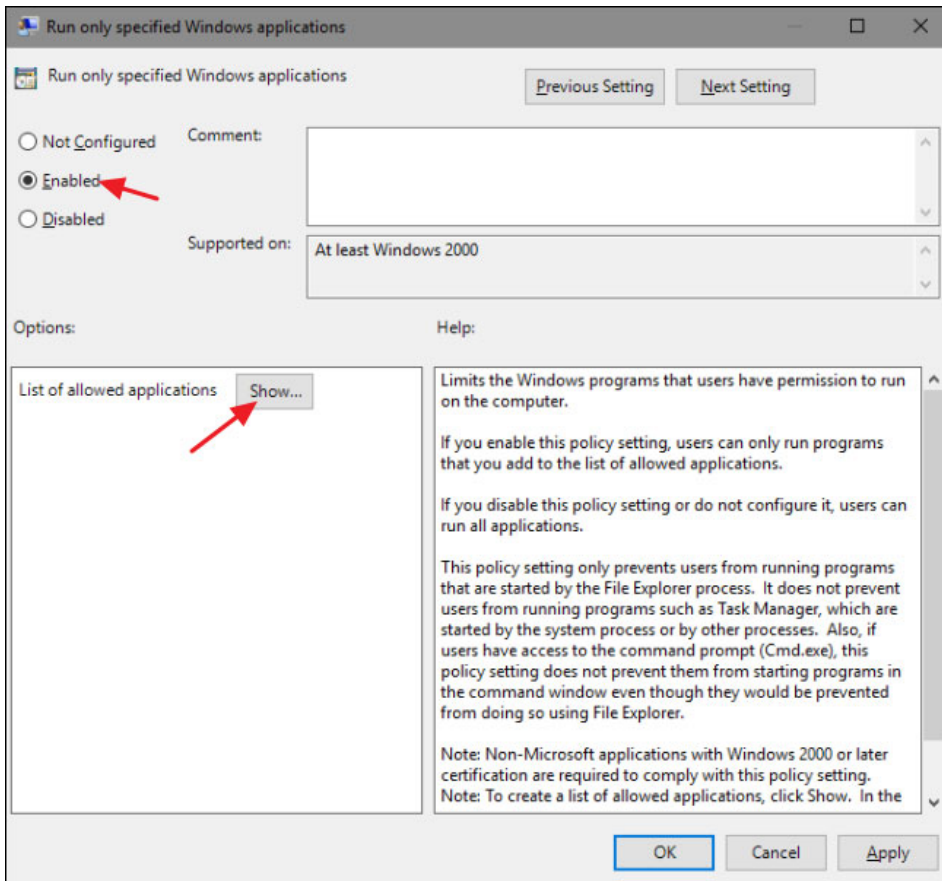 Run only specified Windows applications
Run only specified Windows applications
Previous Setting
Next Setting
Not Configured
Comment:
Enabled
Disabled
Supported on:
At least Windows 2000
Options:
Help:
List of allowed applications
Show...
Limits the Windows programs that users have permission to run
on the computer.
If you enable this policy setting, users can only run programs
that you add to the list of allowed applications.
If you disable this policy setting or do not configure it, users can
run all applications.
This policy setting only prevents users from running programs
that are started by the File Explorer process.  It does not prevent
users from running programs such as Task Manager, which are
started by the system process or by other processes.  Also, if
users have access to the command prompt (Cmd.exe), this
policy setting does not prevent them from starting programs in
the command window even though they would be prevented
from doing so using File Explorer.
Note: Non-Microsoft applications with Windows 2000 or later
certification are required to comply with this policy setting.
Note: To create a list of allowed applications, click Show.  In the
OK
Cancel
Apply